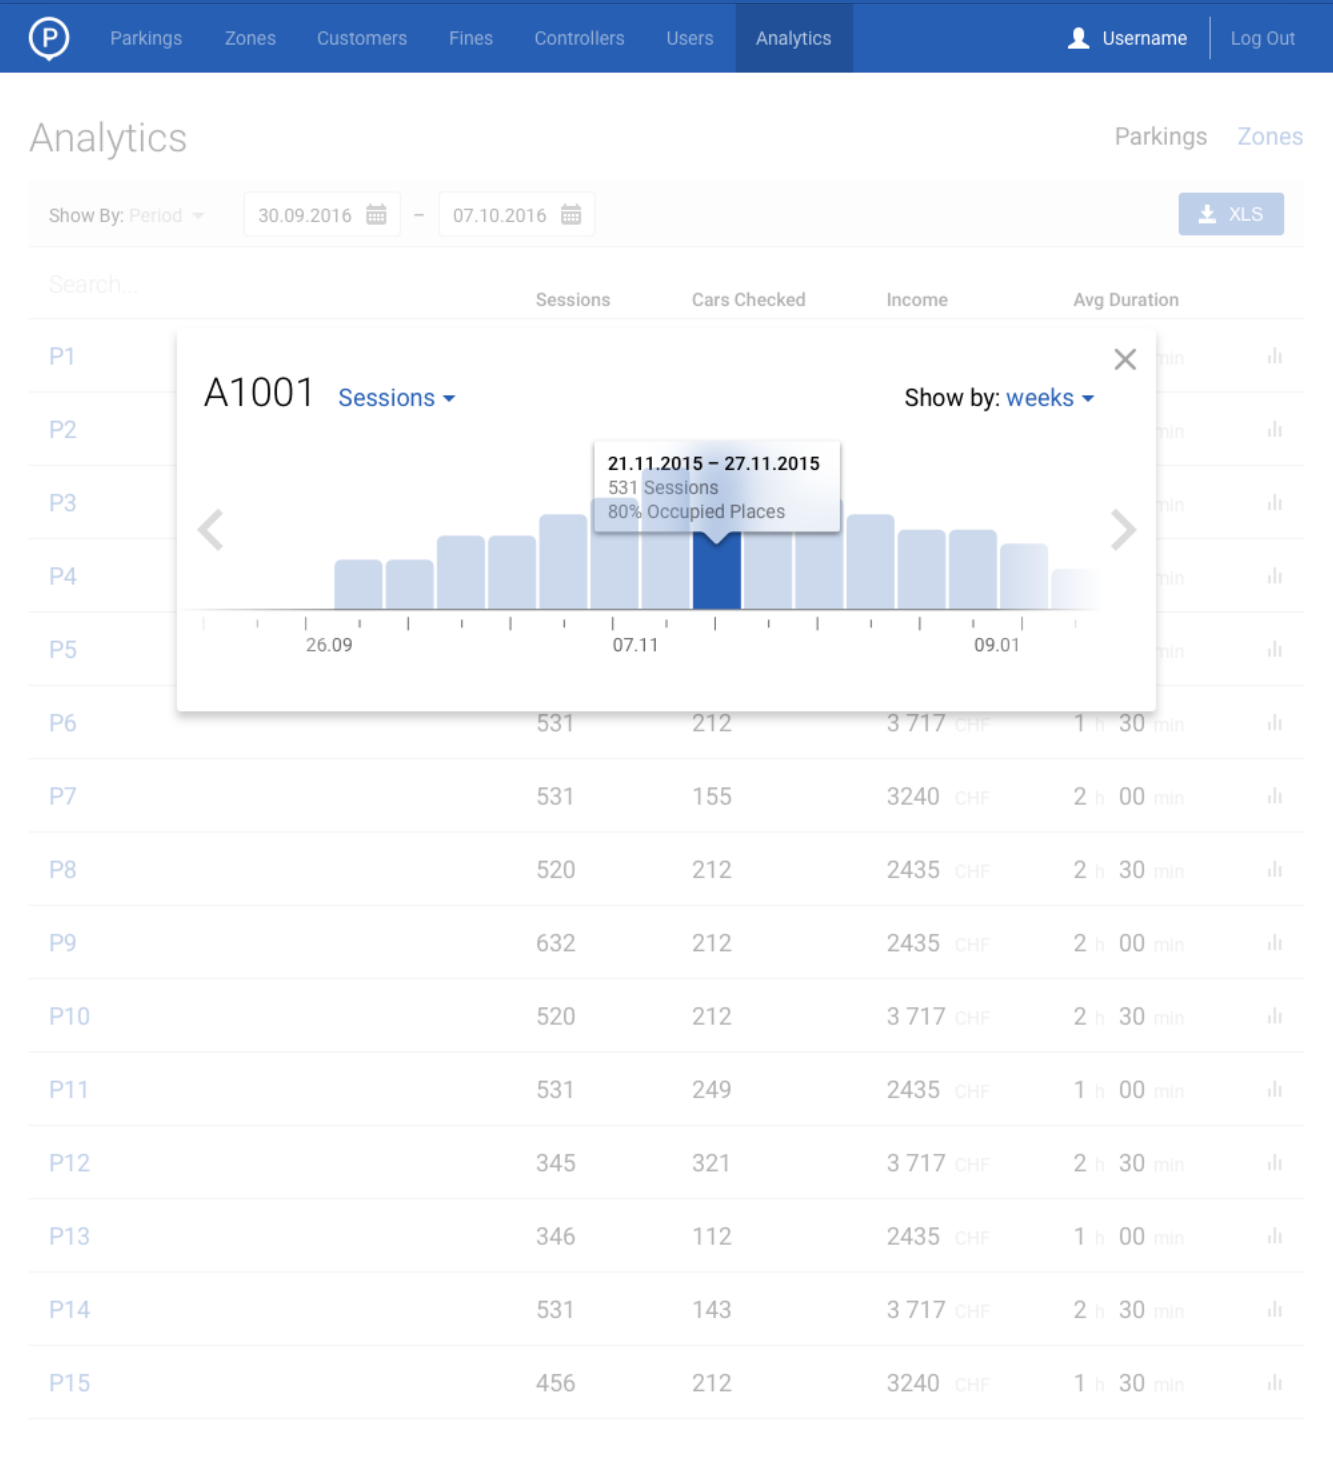 P Parkings Zones Customers Fines Controllers Users Analytics Username Log Out
Analytics Parkings Zones
Show By: Period 30.09.2016 – 07.10.2016 XLS
Search...
Sessions Cars Checked Income Avg Duration
P1 min
P2 min
P3 min
P4 min
P5 min
A1001 Sessions Show by: weeks
21.11.2015 – 27.11.2015
531 Sessions
80% Occupied Places
26.09 07.11 09.01
P6 531 212 3 717 CHF 1 h 30 min
P7 531 155 3240 CHF 2 h 00 min
P8 520 212 2435 CHF 2 h 30 min
P9 632 212 2435 CHF 2 h 00 min
P10 520 212 3 717 CHF 2 h 30 min
P11 531 249 2435 CHF 1 h 00 min
P12 345 321 3 717 CHF 2 h 30 min
P13 346 112 2435 CHF 1 h 00 min
P14 531 143 3 717 CHF 2 h 30 min
P15 456 212 3240 CHF 1 h 30 min